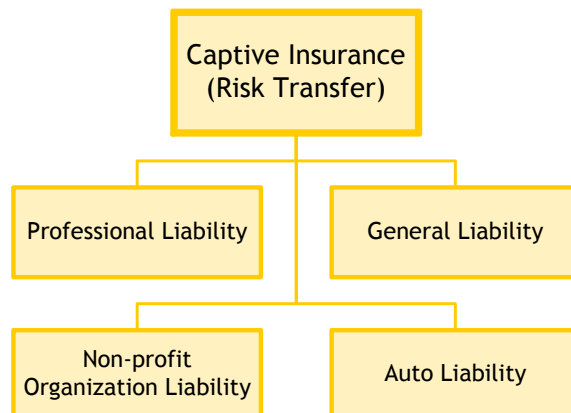 Captive Insurance
(Risk Transfer)
Professional Liability
General Liability
Non-profit
Organization Liability
Auto Liability